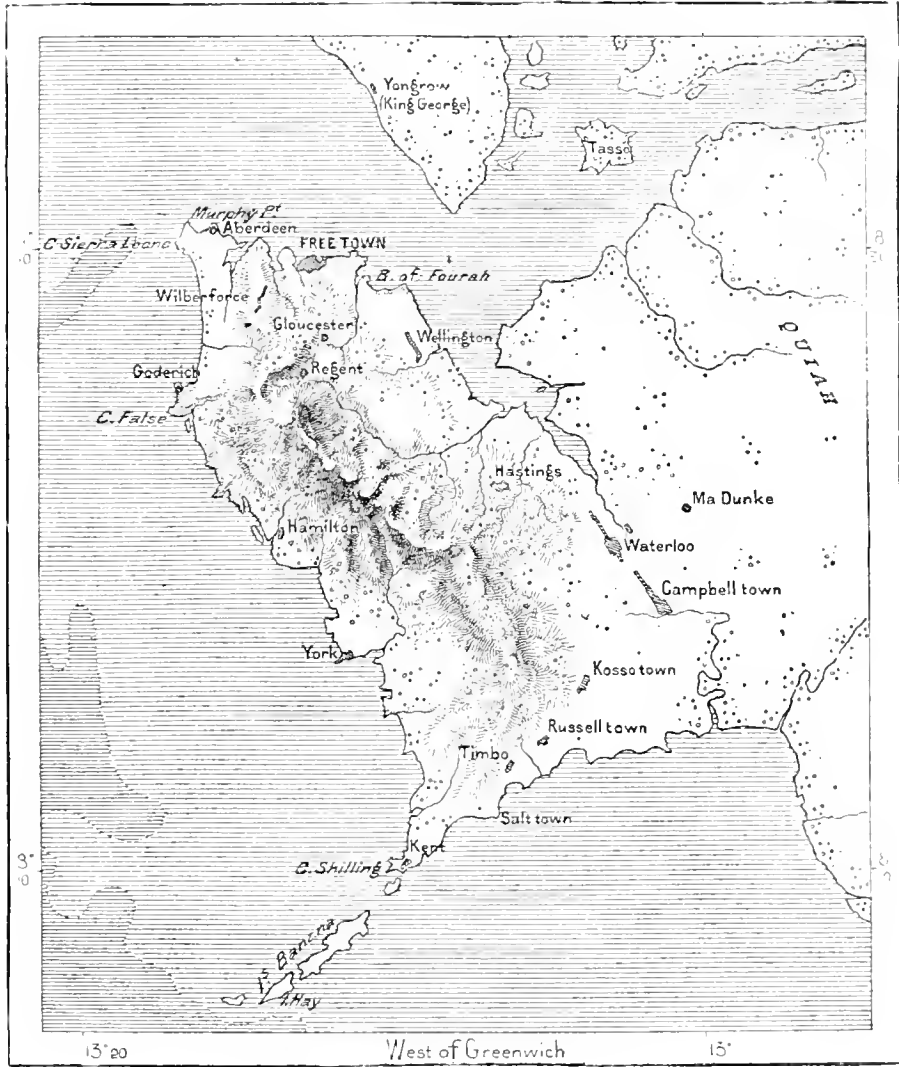 Yongrow
(King George)
Tasso
Murphy Pt.
Aberdeen
C. Sierra Leone
FREETOWN
B. of Fourah
Wilberforce
Gloucester
Wellington
QUIAH
Goderich
Regent
C. False
Hastings
Ma Dunke
Hamilton
Waterloo
Campbell town
York
Kosso town
Russell town
Timbo
Salt town
Kent
C. Shilling
Is Banana
I. Hay
13° 20
West of Greenwich
13°